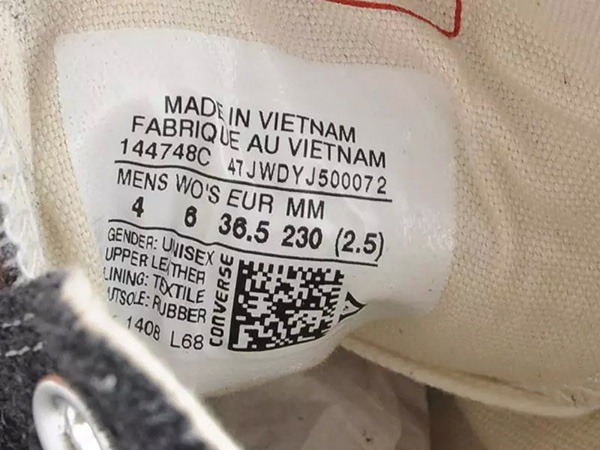 MADE IN VIETNAM
FABRIQUE AU VIETNAM
144748C 47JWDYJ500072
MENS WO'S EUR MM
4 6 36.5 230 (2.5)
GENDER: UNISEX
UPPER LEATHER
LINING: TEXTILE
UTSOLE: RUBBER
1408 L68
CONVERSE